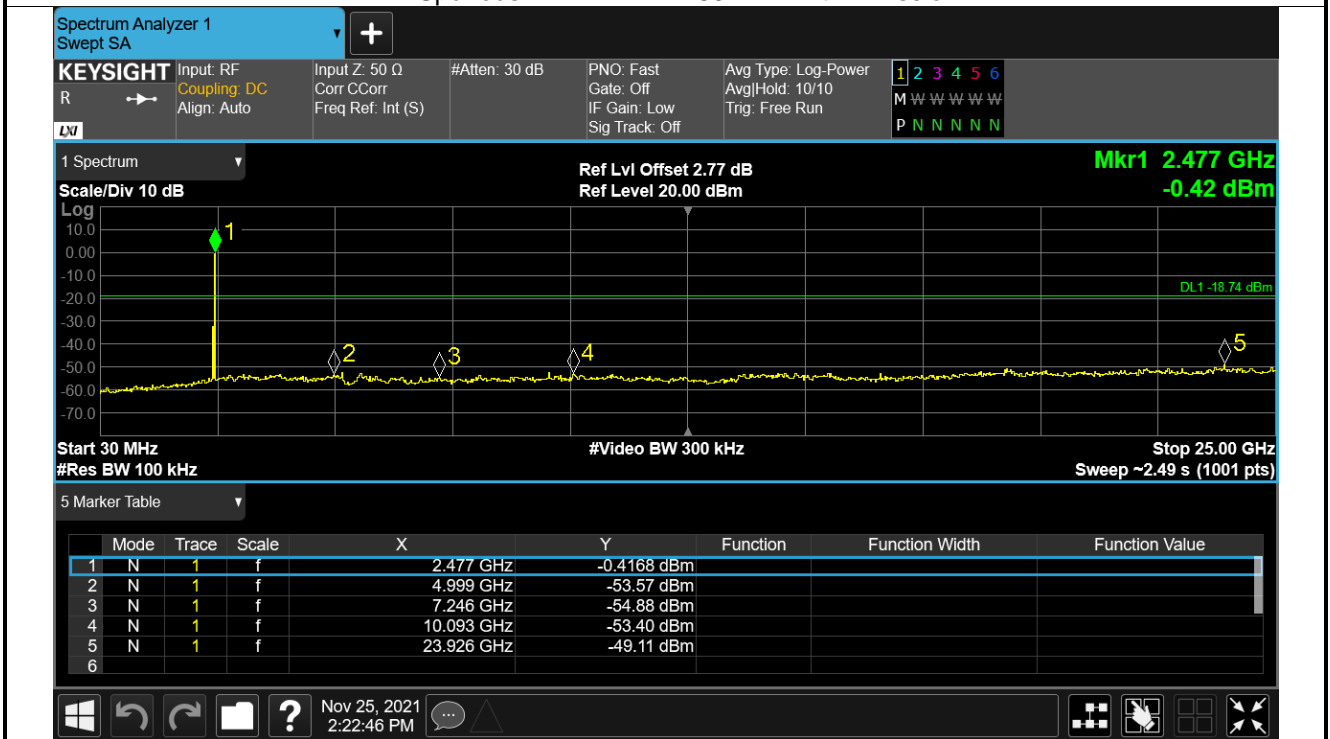 Spectrum Analyzer 1
Swept SA
+
KEYSIGHT
R
LXI
Input: RF
Coupling: DC
Align: Auto
Input Z: 50 Ω
Corr CCorr
Freq Ref: Int (S)
#Atten: 30 dB
PNO: Fast
Gate: Off
IF Gain: Low
Sig Track: Off
Avg Type: Log-Power
Avg|Hold: 10/10
Trig: Free Run
1 2 3 4 5 6
M W W W W W
P N N N N N
1 Spectrum
Scale/Div 10 dB
Ref Lvl Offset 2.77 dB
Ref Level 20.00 dBm
Mkr1 2.477 GHz
-0.42 dBm
Log
10.0
0.00
-10.0
-20.0
-30.0
-40.0
-50.0
-60.0
-70.0
1
2
3
4
5
DL1 -18.74 dBm
Start 30 MHz
#Res BW 100 kHz
#Video BW 300 kHz
Stop 25.00 GHz
Sweep ~2.49 s (1001 pts)
5 Marker Table
Mode Trace Scale X Y Function Function Width Function Value
1 N 1 f 2.477 GHz -0.4168 dBm
2 N 1 f 4.999 GHz -53.57 dBm
3 N 1 f 7.246 GHz -54.88 dBm
4 N 1 f 10.093 GHz -53.40 dBm
5 N 1 f 23.926 GHz -49.11 dBm
6
?
Nov 25, 2021
2:22:46 PM